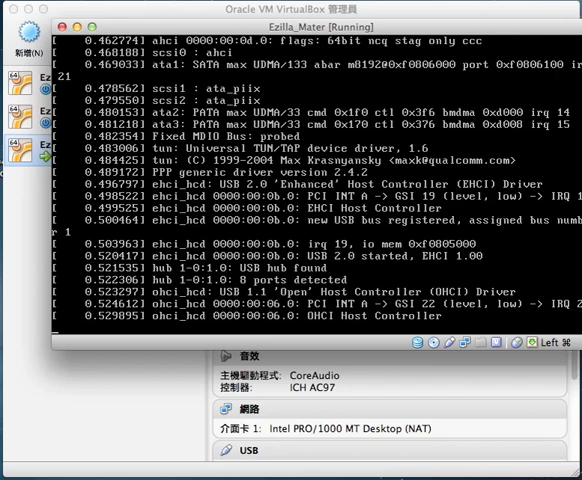 Oracle VM VirtualBox 管理員
Ezilla_Mater [Running]
新增(N)
64
Ez
64
Ez
64
Ez
[    0.462774] ahci 0000:00:0d.0: flags: 64bit ncq stag only ccc
[    0.468188] scsi0 : ahci
[    0.469033] ata1: SATA max UDMA/133 abar m8192@0xf0806000 port 0xf0806100 irq
21
[    0.478562] scsi1 : ata_piix
[    0.479550] scsi2 : ata_piix
[    0.480153] ata2: PATA max UDMA/33 cmd 0x1f0 ctl 0x3f6 bmdma 0xd000 irq 14
[    0.481218] ata3: PATA max UDMA/33 cmd 0x170 ctl 0x376 bmdma 0xd008 irq 15
[    0.482354] Fixed MDIO Bus: probed
[    0.483006] tun: Universal TUN/TAP device driver, 1.6
[    0.484425] tun: (C) 1999-2004 Max Krasnyansky <maxk@qualcomm.com>
[    0.489172] PPP generic driver version 2.4.2
[    0.496797] ehci_hcd: USB 2.0 'Enhanced' Host Controller (EHCI) Driver
[    0.498522] ehci_hcd 0000:00:0b.0: PCI INT A -> GSI 19 (level, low) -> IRQ 1
[    0.499525] ehci_hcd 0000:00:0b.0: EHCI Host Controller
[    0.500464] ehci_hcd 0000:00:0b.0: new USB bus registered, assigned bus numb
r 1
[    0.503963] ehci_hcd 0000:00:0b.0: irq 19, io mem 0xf0805000
[    0.520417] ehci_hcd 0000:00:0b.0: USB 2.0 started, EHCI 1.00
[    0.521535] hub 1-0:1.0: USB hub found
[    0.522306] hub 1-0:1.0: 8 ports detected
[    0.523297] ohci_hcd: USB 1.1 'Open' Host Controller (OHCI) Driver
[    0.524612] ohci_hcd 0000:00:06.0: PCI INT A -> GSI 22 (level, low) -> IRQ 2
[    0.529895] ohci_hcd 0000:00:06.0: OHCI Host Controller
Left ⌘
音效
主機驅動程式: CoreAudio
控制器: ICH AC97
網路
介面卡 1: Intel PRO/1000 MT Desktop (NAT)
USB